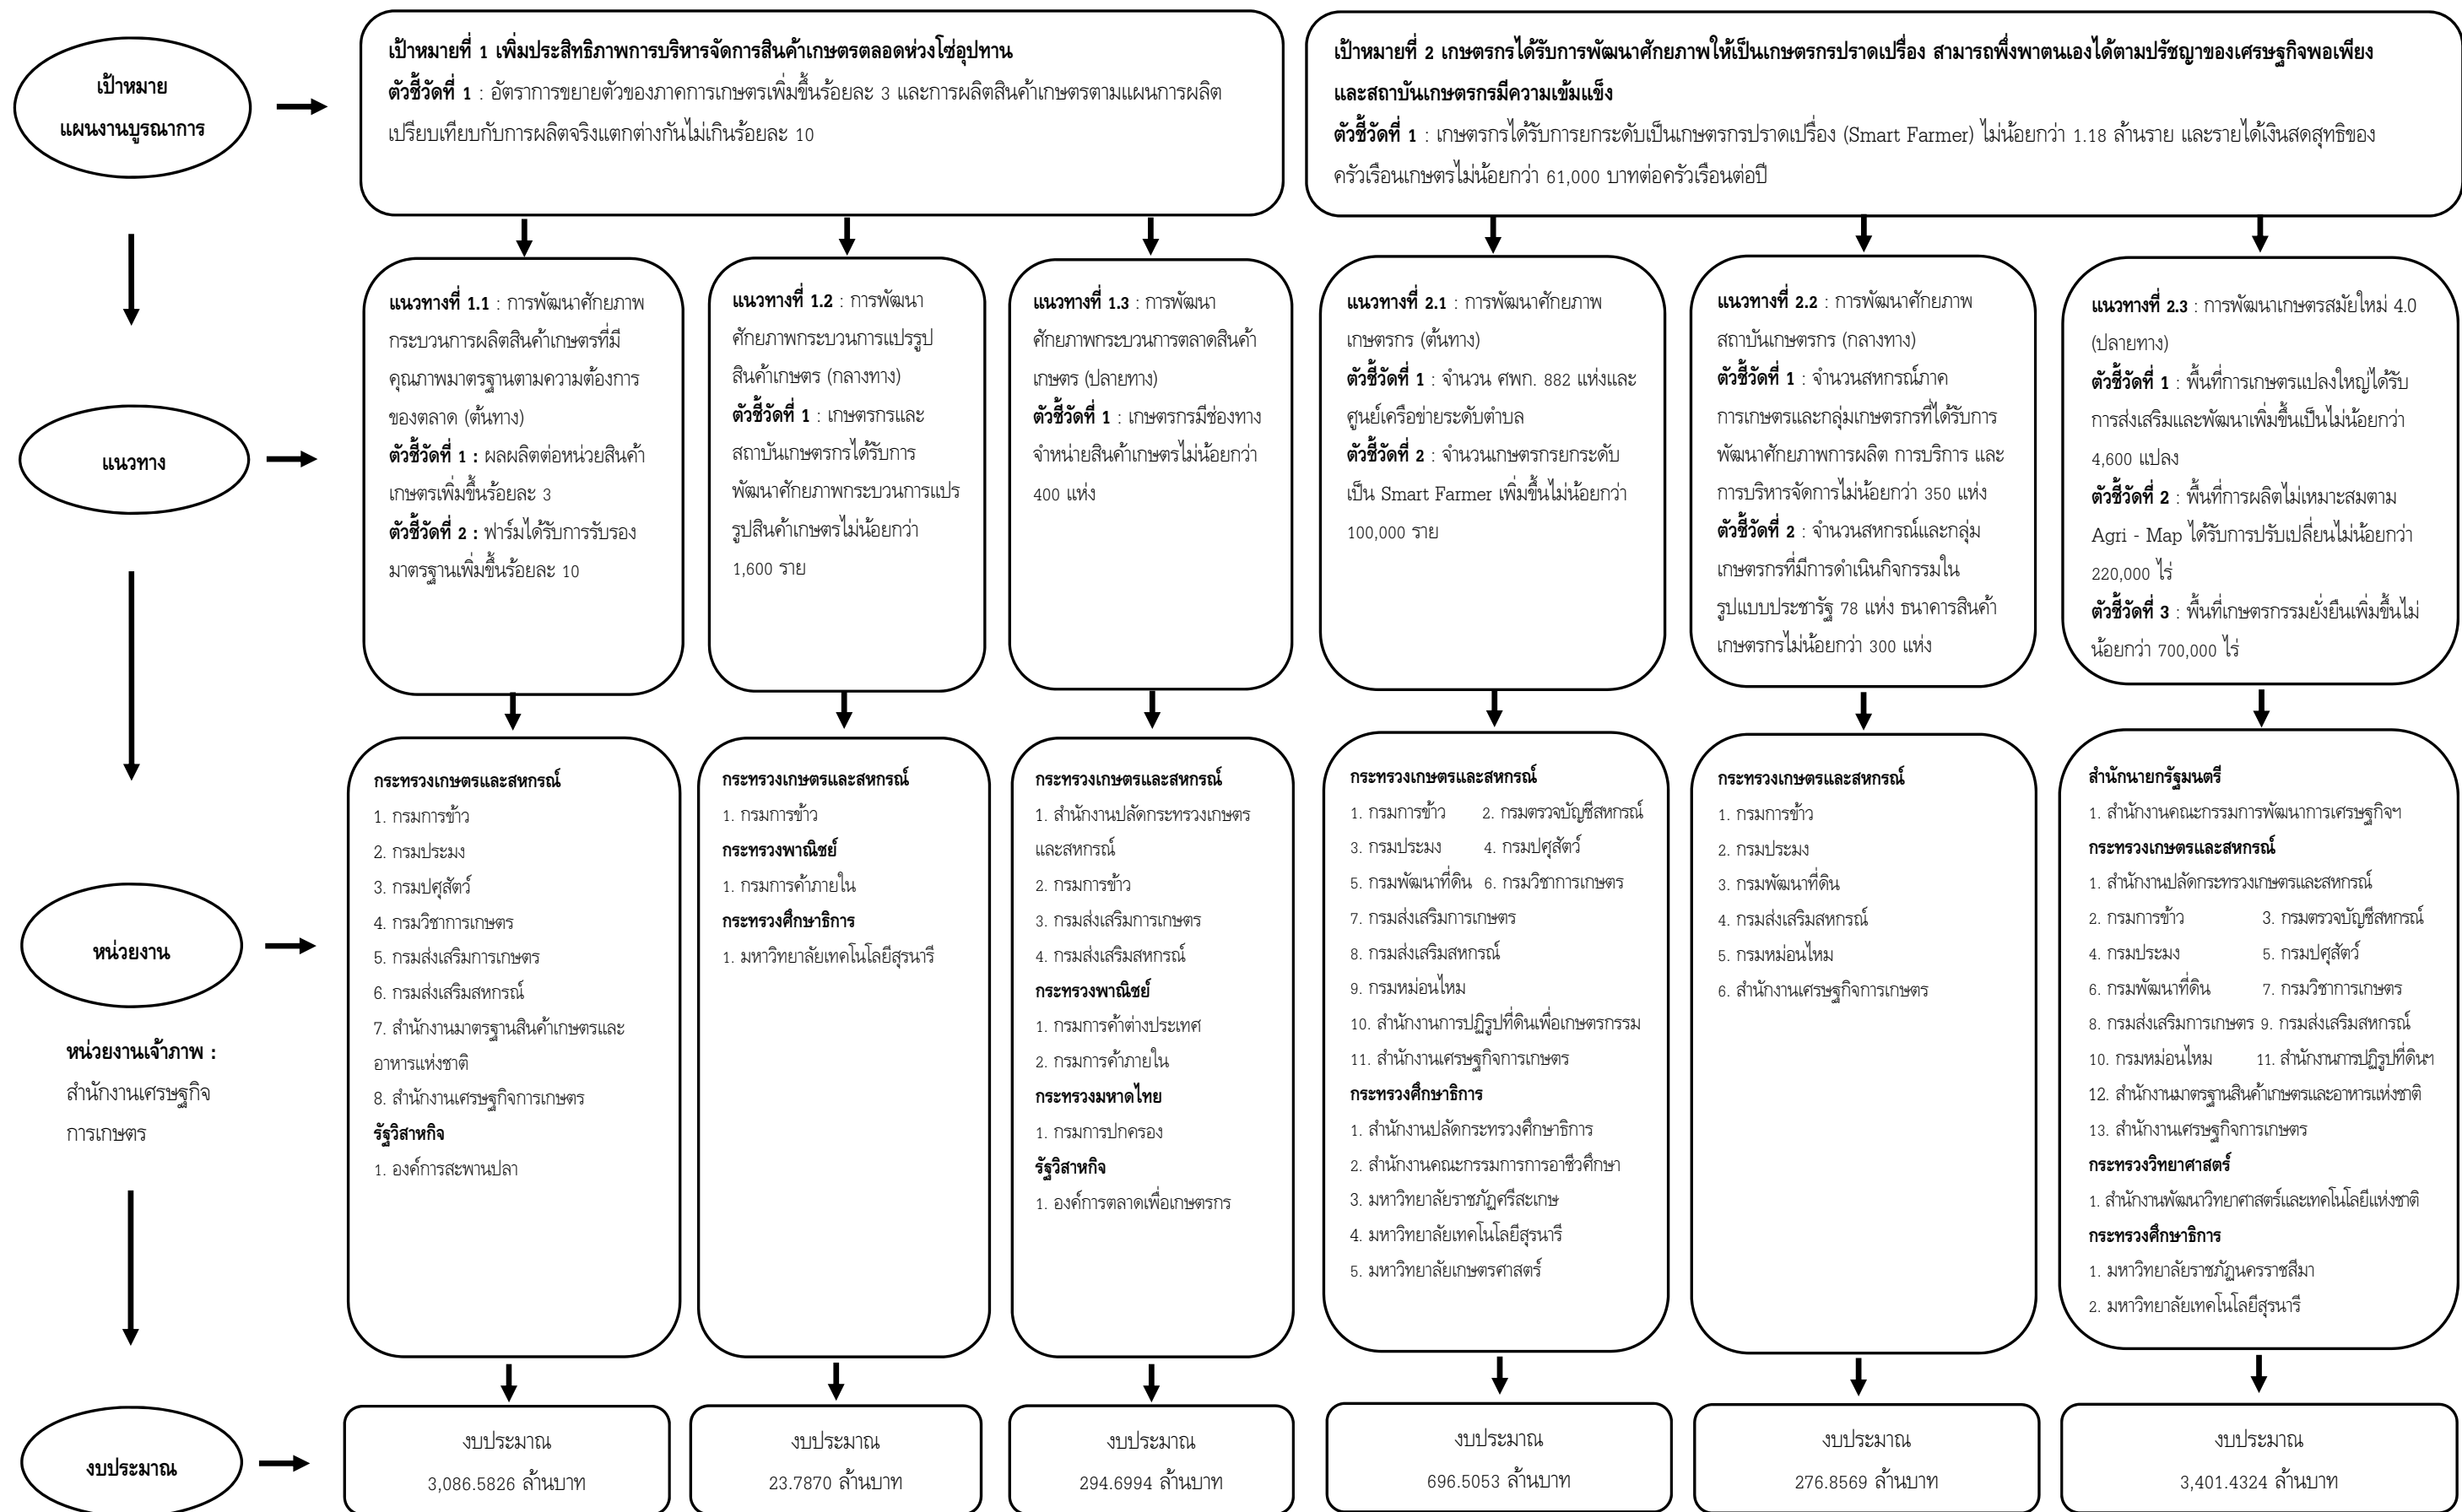 เป้าหมาย
แผนงานบูรณาการ
เป้าหมายที่ 1 เพิ่มประสิทธิภาพการบริหารจัดการสินค้าเกษตรตลอดห่วงโซ่อุปทาน
ตัวชี้วัดที่ 1 : อัตราการขยายตัวของภาคการเกษตรเพิ่มขึ้นร้อยละ 3 และการผลิตสินค้าเกษตรตามแผนการผลิต
เปรียบเทียบกับการผลิตจริงแตกต่างกันไม่เกินร้อยละ 10
เป้าหมายที่ 2 เกษตรกรได้รับการพัฒนาศักยภาพให้เป็นเกษตรกรปราดเปรื่อง สามารถพึ่งพาตนเองได้ตามปรัชญาของเศรษฐกิจพอเพียง
และสถาบันเกษตรกรมีความเข้มแข็ง
ตัวชี้วัดที่ 1 : เกษตรกรได้รับการยกระดับเป็นเกษตรกรปราดเปรื่อง (Smart Farmer) ไม่น้อยกว่า 1.18 ล้านราย และรายได้เงินสดสุทธิของ
ครัวเรือนเกษตรไม่น้อยกว่า 61,000 บาทต่อครัวเรือนต่อปี
แนวทาง
แนวทางที่ 1.1 : การพัฒนาศักยภาพ
กระบวนการผลิตสินค้าเกษตรที่มี
คุณภาพมาตรฐานตามความต้องการ
ของตลาด (ต้นทาง)
ตัวชี้วัดที่ 1 : ผลผลิตต่อหน่วยสินค้า
เกษตรเพิ่มขึ้นร้อยละ 3
ตัวชี้วัดที่ 2 : ฟาร์มได้รับการรับรอง
มาตรฐานเพิ่มขึ้นร้อยละ 10
แนวทางที่ 1.2 : การพัฒนา
ศักยภาพกระบวนการแปรรูป
สินค้าเกษตร (กลางทาง)
ตัวชี้วัดที่ 1 : เกษตรกรและ
สถาบันเกษตรกรได้รับการ
พัฒนาศักยภาพกระบวนการแปร
รูปสินค้าเกษตรไม่น้อยกว่า
1,600 ราย
แนวทางที่ 1.3 : การพัฒนา
ศักยภาพกระบวนการตลาดสินค้า
เกษตร (ปลายทาง)
ตัวชี้วัดที่ 1 : เกษตรกรมีช่องทาง
จำหน่ายสินค้าเกษตรไม่น้อยกว่า
400 แห่ง
แนวทางที่ 2.1 : การพัฒนาศักยภาพ
เกษตรกร (ต้นทาง)
ตัวชี้วัดที่ 1 : จำนวน ศพก. 882 แห่งและ
ศูนย์เครือข่ายระดับตำบล
ตัวชี้วัดที่ 2 : จำนวนเกษตรกรยกระดับ
เป็น Smart Farmer เพิ่มขึ้นไม่น้อยกว่า
100,000 ราย
แนวทางที่ 2.2 : การพัฒนาศักยภาพ
สถาบันเกษตรกร (กลางทาง)
ตัวชี้วัดที่ 1 : จำนวนสหกรณ์ภาค
การเกษตรและกลุ่มเกษตรกรที่ได้รับการ
พัฒนาศักยภาพการผลิต การบริการ และ
การบริหารจัดการไม่น้อยกว่า 350 แห่ง
ตัวชี้วัดที่ 2 : จำนวนสหกรณ์และกลุ่ม
เกษตรกรที่มีการดำเนินกิจกรรมใน
รูปแบบประชารัฐ 78 แห่ง ธนาคารสินค้า
เกษตรกรไม่น้อยกว่า 300 แห่ง
แนวทางที่ 2.3 : การพัฒนาเกษตรสมัยใหม่ 4.0
(ปลายทาง)
ตัวชี้วัดที่ 1 : พื้นที่การเกษตรแปลงใหญ่ได้รับ
การส่งเสริมและพัฒนาเพิ่มขึ้นเป็นไม่น้อยกว่า
4,600 แปลง
ตัวชี้วัดที่ 2 : พื้นที่การผลิตไม่เหมาะสมตาม
Agri - Map ได้รับการปรับเปลี่ยนไม่น้อยกว่า
220,000 ไร่
ตัวชี้วัดที่ 3 : พื้นที่เกษตรกรรมยั่งยืนเพิ่มขึ้นไม่
น้อยกว่า 700,000 ไร่
หน่วยงาน
หน่วยงานเจ้าภาพ :
สำนักงานเศรษฐกิจ
การเกษตร
กระทรวงเกษตรและสหกรณ์
1. กรมการข้าว
2. กรมประมง
3. กรมปศุสัตว์
4. กรมวิชาการเกษตร
5. กรมส่งเสริมการเกษตร
6. กรมส่งเสริมสหกรณ์
7. สำนักงานมาตรฐานสินค้าเกษตรและ
อาหารแห่งชาติ
8. สำนักงานเศรษฐกิจการเกษตร
รัฐวิสาหกิจ
1. องค์การสะพานปลา
กระทรวงเกษตรและสหกรณ์
1. กรมการข้าว
กระทรวงพาณิชย์
1. กรมการค้าภายใน
กระทรวงศึกษาธิการ
1. มหาวิทยาลัยเทคโนโลยีสุรนารี
กระทรวงเกษตรและสหกรณ์
1. สำนักงานปลัดกระทรวงเกษตร
และสหกรณ์
2. กรมการข้าว
3. กรมส่งเสริมการเกษตร
4. กรมส่งเสริมสหกรณ์
กระทรวงพาณิชย์
1. กรมการค้าต่างประเทศ
2. กรมการค้าภายใน
กระทรวงมหาดไทย
1. กรมการปกครอง
รัฐวิสาหกิจ
1. องค์การตลาดเพื่อเกษตรกร
กระทรวงเกษตรและสหกรณ์
1. กรมการข้าว 2. กรมตรวจบัญชีสหกรณ์
3. กรมประมง 4. กรมปศุสัตว์
5. กรมพัฒนาที่ดิน 6. กรมวิชาการเกษตร
7. กรมส่งเสริมการเกษตร
8. กรมส่งเสริมสหกรณ์
9. กรมหม่อนไหม
10. สำนักงานการปฏิรูปที่ดินเพื่อเกษตรกรรม
11. สำนักงานเศรษฐกิจการเกษตร
กระทรวงศึกษาธิการ
1. สำนักงานปลัดกระทรวงศึกษาธิการ
2. สำนักงานคณะกรรมการการอาชีวศึกษา
3. มหาวิทยาลัยราชภัฏศรีสะเกษ
4. มหาวิทยาลัยเทคโนโลยีสุรนารี
5. มหาวิทยาลัยเกษตรศาสตร์
กระทรวงเกษตรและสหกรณ์
1. กรมการข้าว
2. กรมประมง
3. กรมพัฒนาที่ดิน
4. กรมส่งเสริมสหกรณ์
5. กรมหม่อนไหม
6. สำนักงานเศรษฐกิจการเกษตร
สำนักนายกรัฐมนตรี
1. สำนักงานคณะกรรมการพัฒนาการเศรษฐกิจฯ
กระทรวงเกษตรและสหกรณ์
1. สำนักงานปลัดกระทรวงเกษตรและสหกรณ์
2. กรมการข้าว 3. กรมตรวจบัญชีสหกรณ์
4. กรมประมง 5. กรมปศุสัตว์
6. กรมพัฒนาที่ดิน 7. กรมวิชาการเกษตร
8. กรมส่งเสริมการเกษตร 9. กรมส่งเสริมสหกรณ์
10. กรมหม่อนไหม 11. สำนักงานการปฏิรูปที่ดินฯ
12. สำนักงานมาตรฐานสินค้าเกษตรและอาหารแห่งชาติ
13. สำนักงานเศรษฐกิจการเกษตร
กระทรวงวิทยาศาสตร์
1. สำนักงานพัฒนาวิทยาศาสตร์และเทคโนโลยีแห่งชาติ
กระทรวงศึกษาธิการ
1. มหาวิทยาลัยราชภัฏนครราชสีมา
2. มหาวิทยาลัยเทคโนโลยีสุรนารี
งบประมาณ
งบประมาณ
3,086.5826 ล้านบาท
งบประมาณ
23.7870 ล้านบาท
งบประมาณ
294.6994 ล้านบาท
งบประมาณ
696.5053 ล้านบาท
งบประมาณ
276.8569 ล้านบาท
งบประมาณ
3,401.4324 ล้านบาท